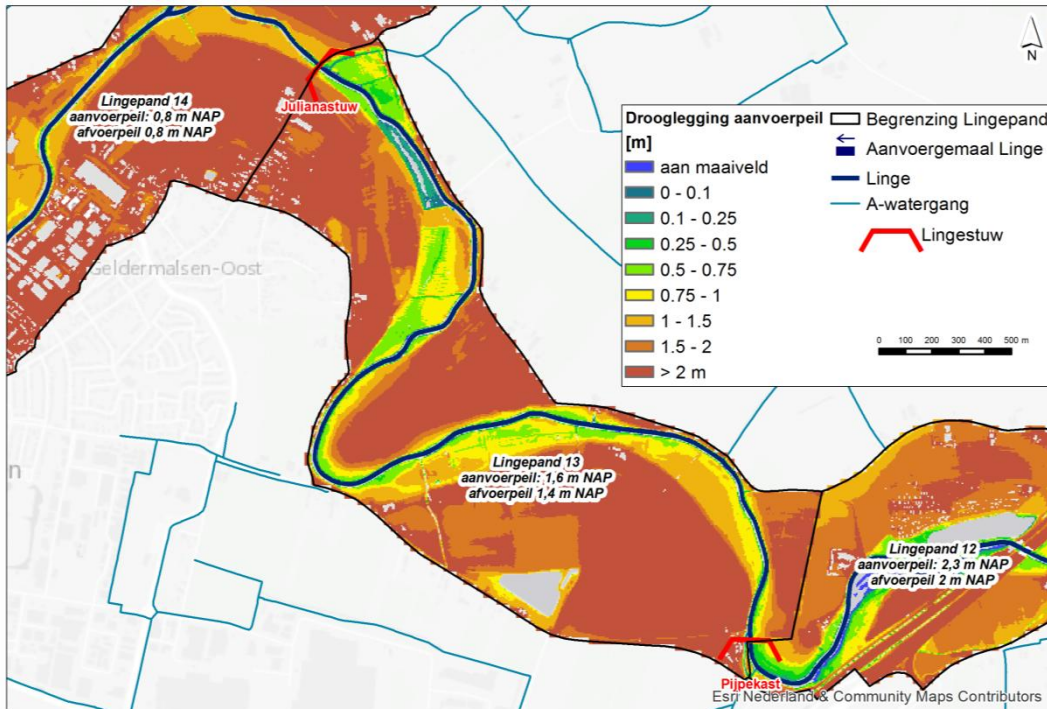 Lingepand 14
aanvoerpeil: 0,8 m NAP
afvoerpeil 0,8 m NAP
Julianastuw
N
Drooglegging aanvoerpeil
[m]
aan maaiveld
0 - 0.1
0.1 - 0.25
0.25 - 0.5
0.5 - 0.75
0.75 - 1
1 - 1.5
1.5 - 2
> 2 m
Begrenzing Lingepand
Aanvoergemaal Linge
Linge
A-watergang
Lingestuw
0 100 200 300 400 500 m
Geldermalsen-Oost
n
Lingepand 13
aanvoerpeil: 1,6 m NAP
afvoerpeil 1,4 m NAP
Lingepand 12
aanvoerpeil: 2,3 m NAP
afvoerpeil 2 m NAP
Pijpekast
Esri Nederland & Community Maps Contributors